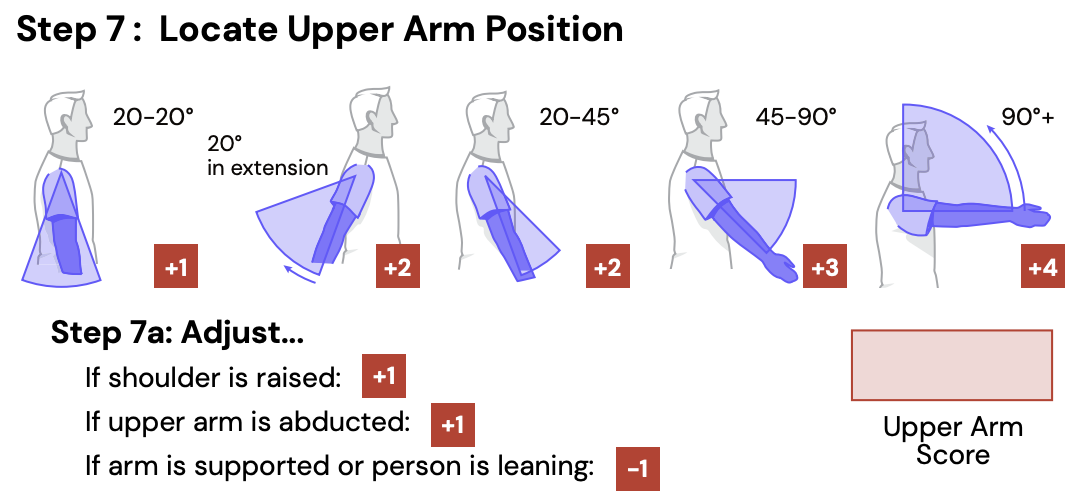 Step 7 : Locate Upper Arm Position
20-20°
20°
in extension
20-45°
45-90°
90°+
+1
+2
+2
+3
+4
Step 7a: Adjust...
If shoulder is raised: +1
If upper arm is abducted: +1
If arm is supported or person is leaning: -1
Upper Arm
Score